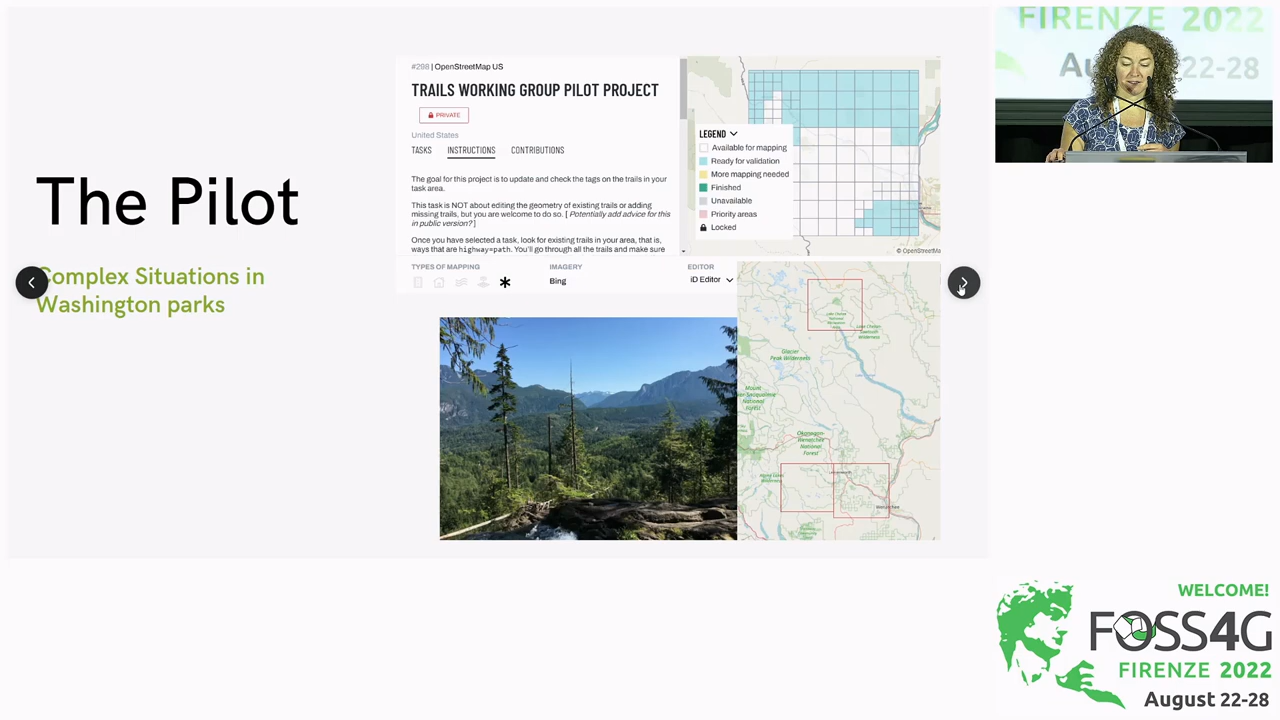 The Pilot
Complex Situations in
Washington parks
#298 | OpenStreetMap US
TRAILS WORKING GROUP PILOT PROJECT
PRIVATE
United States
TASKS INSTRUCTIONS CONTRIBUTIONS
The goal for this project is to update and check the tags on the trails in your
task area.
This task is NOT about editing the geometry of existing trails or adding
missing trails, but you are welcome to do so. [ Potentially add advice for this
in public version? ]
Once you have selected a task, look for existing trails in your area, that is,
ways that are highway=path. You'll go through all the trails and make sure
TYPES OF MAPPING
IMAGERY
Bing
EDITOR
iD Editor
LEGEND
Available for mapping
Ready for validation
More mapping needed
Finished
Unavailable
Priority areas
Locked
© OpenStreetMa
Glacier
Peak Wilderness
Mount
National
Forest
Okanogan-
Wenatchee
National
Forest
FIRENZE 2022
August 22-28
WELCOME!
FOSS4G
FIRENZE 2022
August 22-28